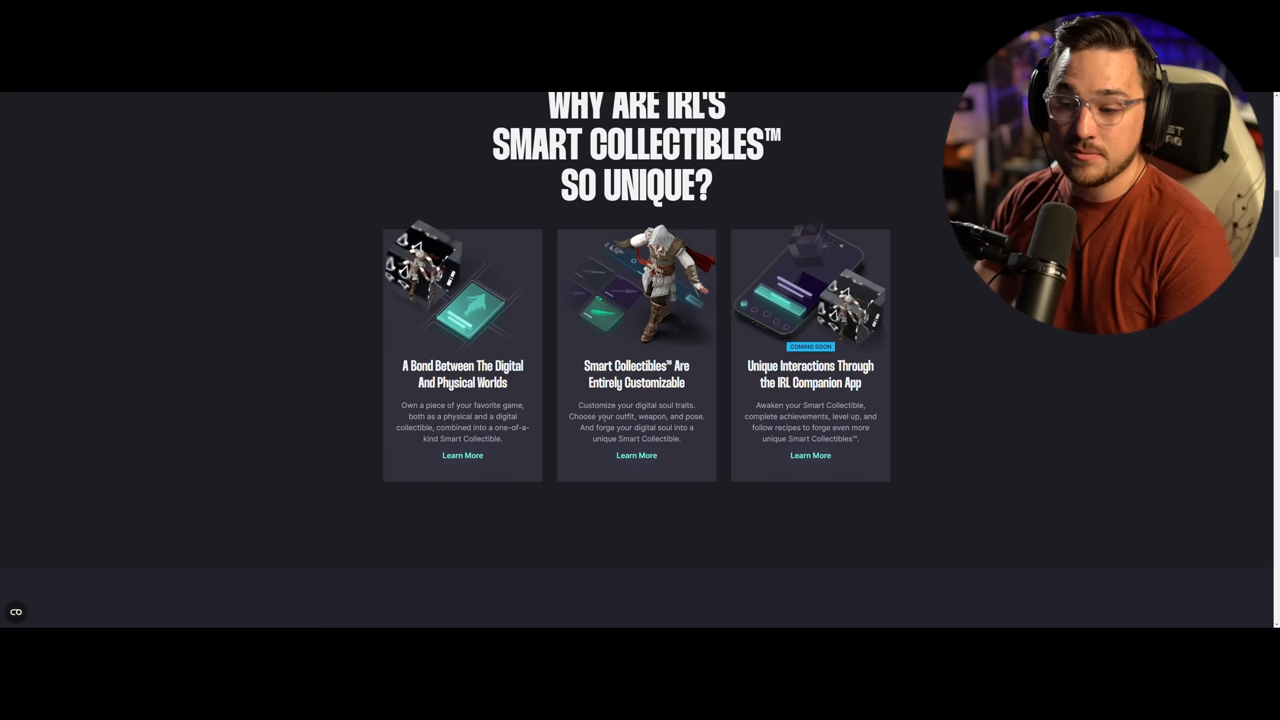 WHY ARE IRL'S
SMART COLLECTIBLES™
SO UNIQUE?
A Bond Between The Digital
And Physical Worlds
Own a piece of your favorite game,
both as a physical and a digital
collectible, combined into a one-of-a-
kind Smart Collectible.
Learn More
Smart Collectibles™ Are
Entirely Customizable
Customize your digital soul traits.
Choose your outfit, weapon, and pose.
And forge your digital soul into a
unique Smart Collectible.
Learn More
COMING SOON
Unique Interactions Through
the IRL Companion App
Awaken your Smart Collectible,
complete achievements, level up, and
follow recipes to forge even more
unique Smart Collectibles™.
Learn More